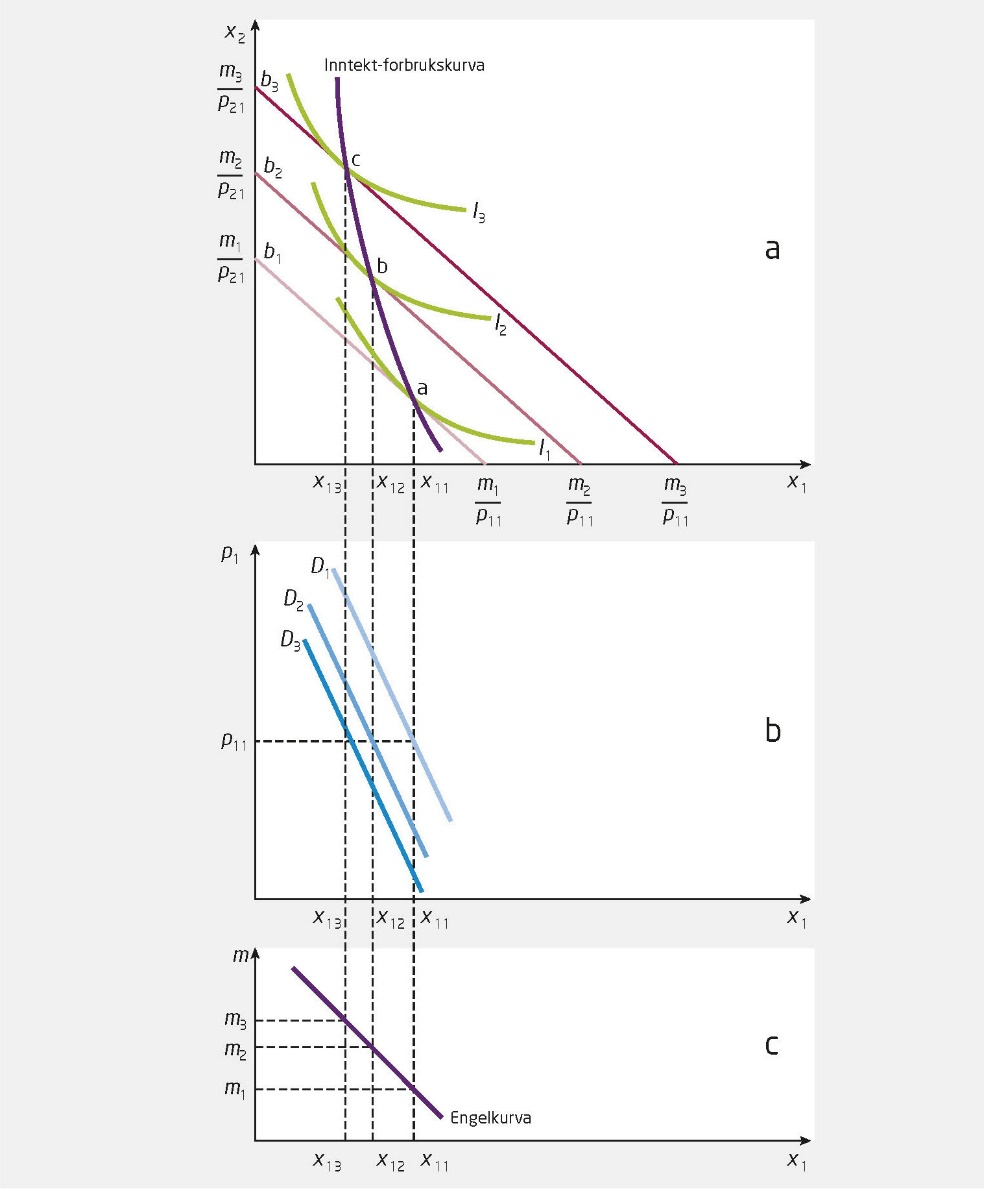 x₂
Inntekt-forbrukskurva
m₃/p₂₁
b₃
c
m₂/p₂₁
b₂
I₃
a
m₁/p₂₁
b₁
b
I₂
a
I₁
x₁₃ x₁₂ x₁₁ m₁/p₁₁ m₂/p₁₁ m₃/p₁₁ x₁
p₁
D₁
D₂
D₃
p₁₁
b
x₁₃ x₁₂ x₁₁ x₁
m
m₃
m₂
c
m₁
Engelkurva
x₁₃ x₁₂ x₁₁ x₁